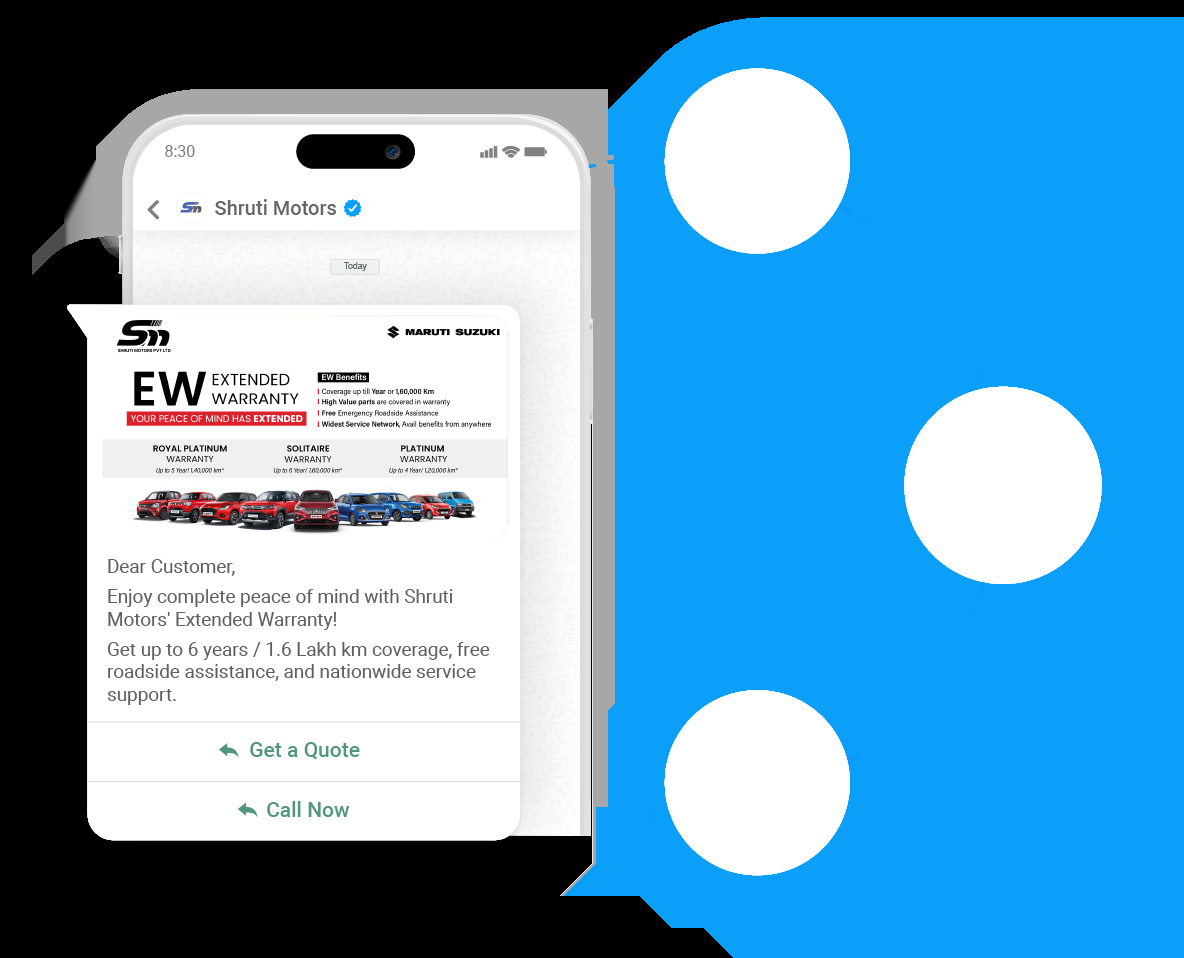 8:30
Shruti Motors
Today
Sm
SHRUTI MOTORS PVT LTD
MARUTI SUZUKI
EW EXTENDED WARRANTY
YOUR PEACE OF MIND HAS EXTENDED
EW Benefits
Coverage up till Year or 1,60,000 Km
High Value parts are covered in warranty
Free Emergency Roadside Assistance
Widest Service Network, Avail benefits from anywhere
ROYAL PLATINUM
WARRANTY
Up to 5 Year/ 1,40,000 km*
SOLITAIRE
WARRANTY
Up to 6 Year/ 1,60,000 km*
PLATINUM
WARRANTY
Up to 4 Year/ 1,20,000 km*
Dear Customer,
Enjoy complete peace of mind with Shruti
Motors' Extended Warranty!
Get up to 6 years / 1.6 Lakh km coverage, free
roadside assistance, and nationwide service
support.
Get a Quote
Call Now